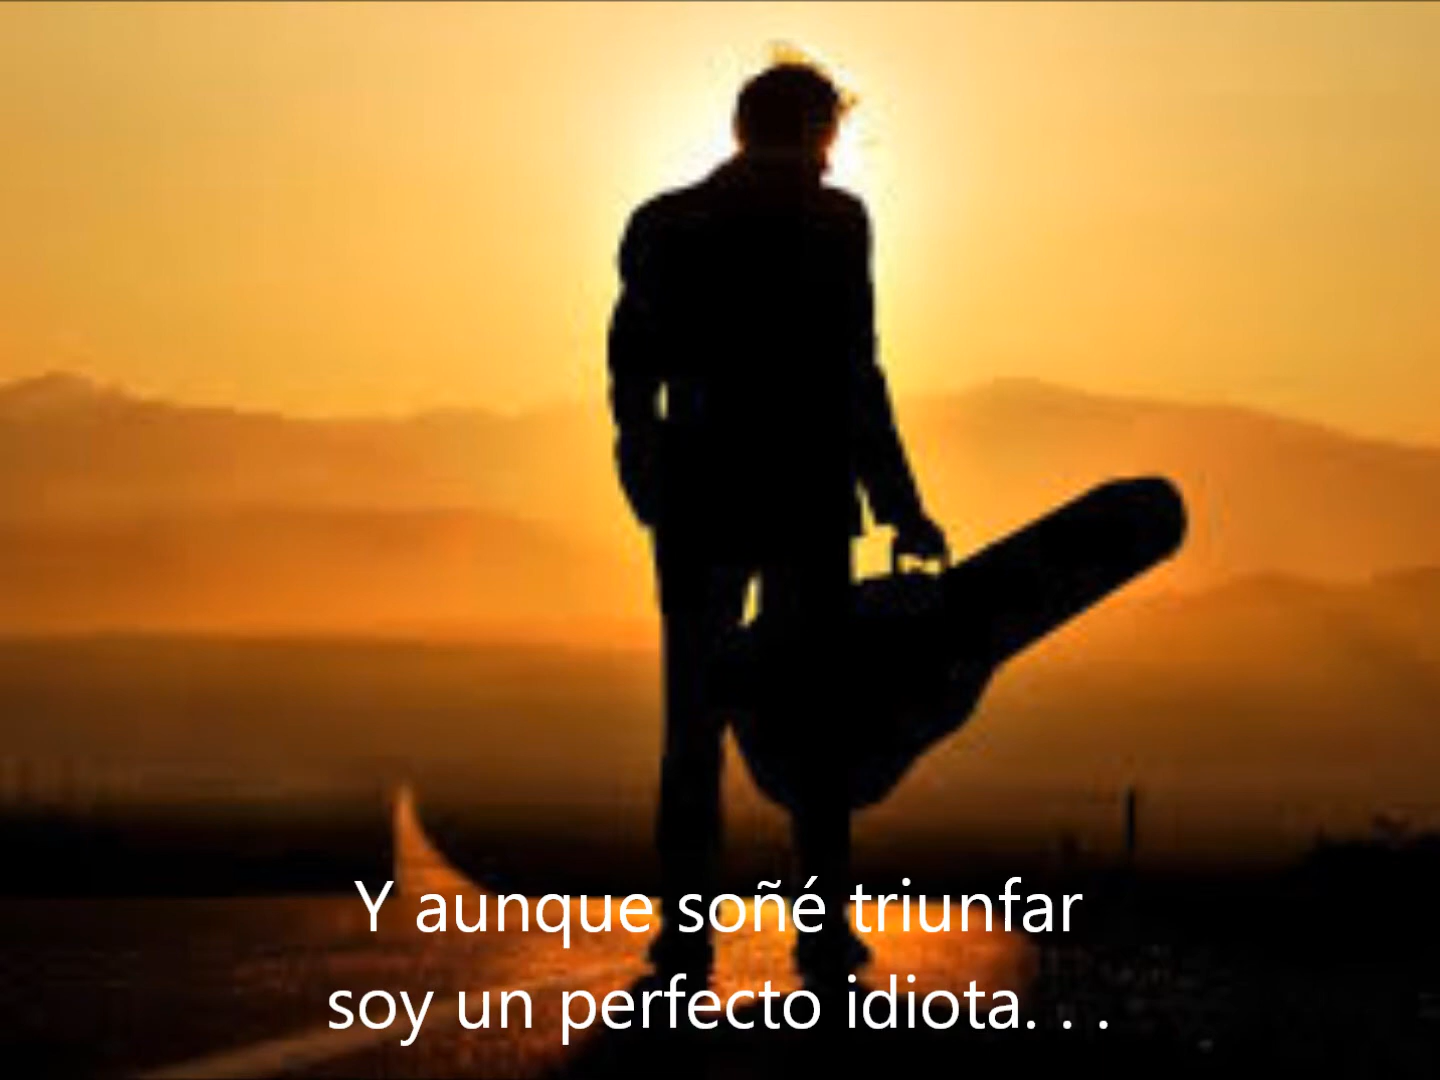 Y aunque soñé triunfar
soy un perfecto idiota. . .